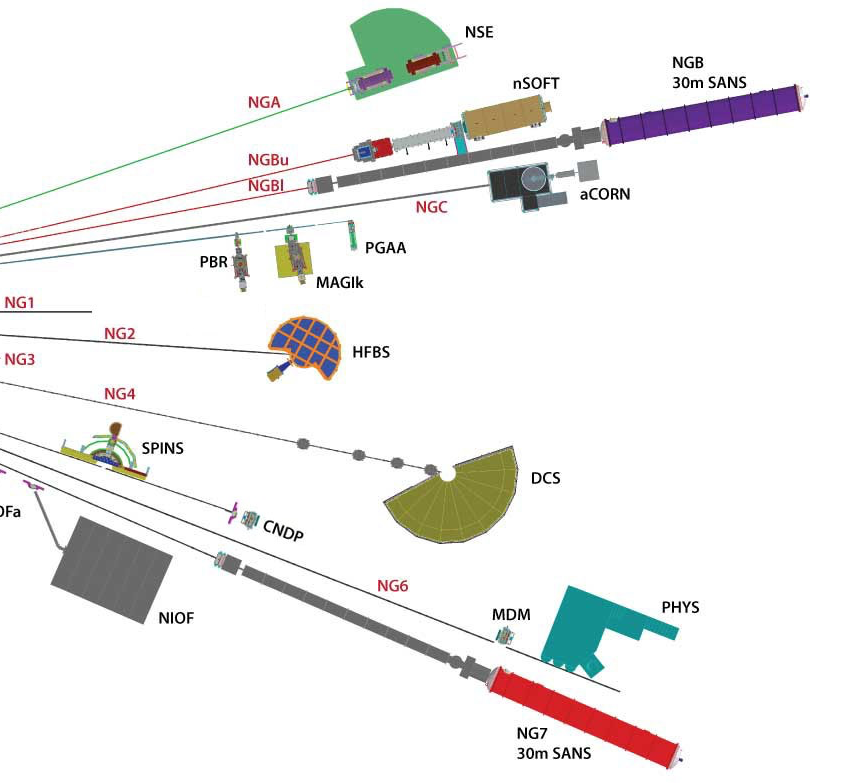 NSE
NGB
30m SANS
nSOFT
NGA
NGBu
NGBl
aCORN
NGC
PGAA
PBR
MAGIk
NG1
NG2
HFBS
NG3
NG4
SPINS
DCS
OFa
CNDP
NG6
NIOF
MDM
PHYS
NG7
30m SANS